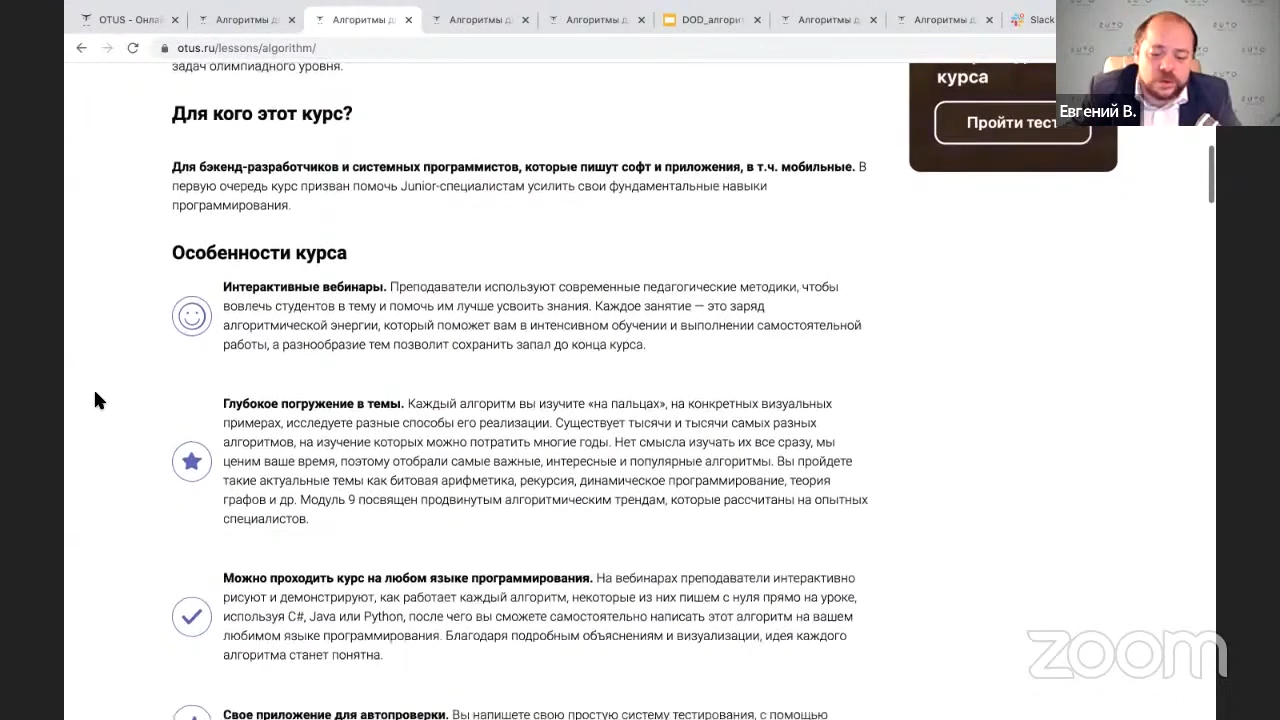 OTUS - Онлай
Алгоритмы д
Алгоритмы д
Алгоритмы д
Алгоритмы д
DOD_алгорит
Алгоритмы д
Алгоритмы д
Slack
otus.ru/lessons/algorithm/
задач олимпиадного уровня.
курса
Пройти тест
Евгений В.
Для кого этот курс?
Для бэкенд-разработчиков и системных программистов, которые пишут софт и приложения, в т.ч. мобильные. В
первую очередь курс призван помочь Junior-специалистам усилить свои фундаментальные навыки
программирования.
Особенности курса
Интерактивные вебинары. Преподаватели используют современные педагогические методики, чтобы
вовлечь студентов в тему и помочь им лучше усвоить знания. Каждое занятие — это заряд
алгоритмической энергии, который поможет вам в интенсивном обучении и выполнении самостоятельной
работы, а разнообразие тем позволит сохранить запал до конца курса.
Глубокое погружение в темы. Каждый алгоритм вы изучите «на пальцах», на конкретных визуальных
примерах, исследуете разные способы его реализации. Существует тысячи и тысячи самых разных
алгоритмов, на изучение которых можно потратить многие годы. Нет смысла изучать их все сразу, мы
ценим ваше время, поэтому отобрали самые важные, интересные и популярные алгоритмы. Вы пройдете
такие актуальные темы как битовая арифметика, рекурсия, динамическое программирование, теория
графов и др. Модуль 9 посвящен продвинутым алгоритмическим трендам, которые рассчитаны на опытных
специалистов.
Можно проходить курс на любом языке программирования. На вебинарах преподаватели интерактивно
рисуют и демонстрируют, как работает каждый алгоритм, некоторые из них пишем с нуля прямо на уроке,
используя C#, Java или Python, после чего вы сможете самостоятельно написать этот алгоритм на вашем
любимом языке программирования. Благодаря подробным объяснениям и визуализации, идея каждого
алгоритма станет понятна.
zoom
Свое приложение для автопроверки. Вы напишете свою простую систему тестирования, с помощью